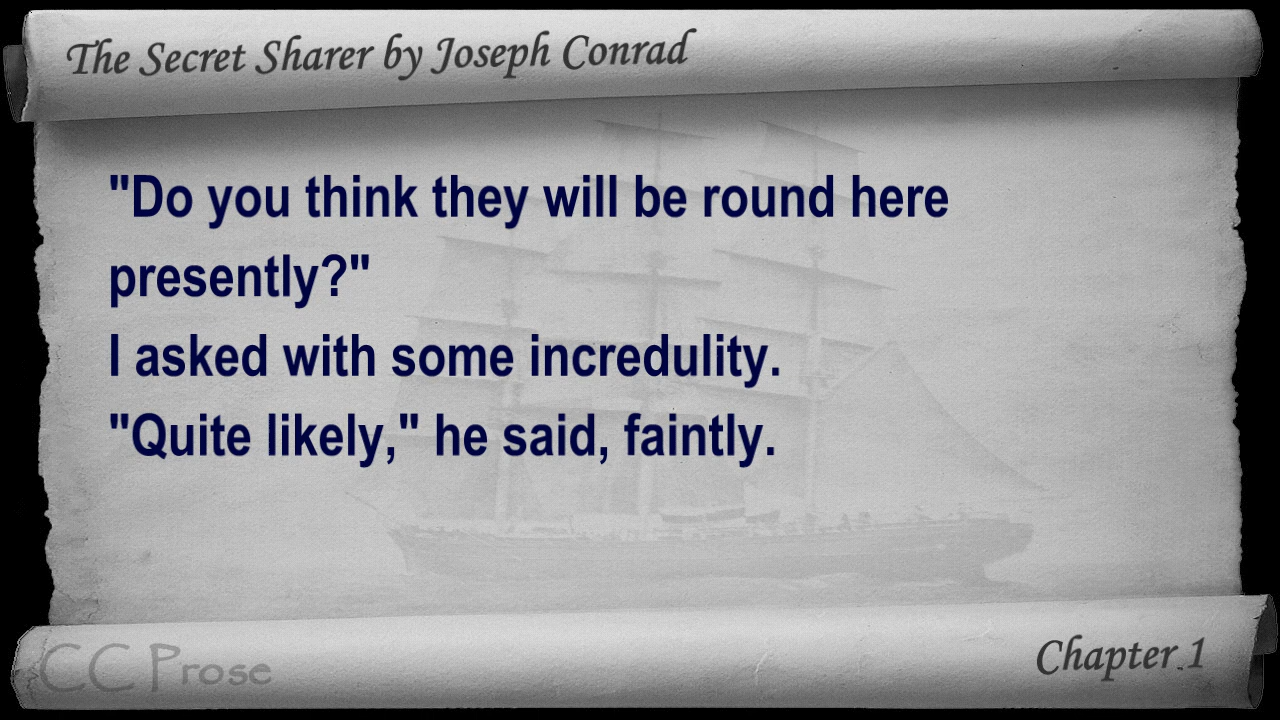 The Secret Sharer by Joseph Conrad
"Do you think they will be round here
presently?"
I asked with some incredulity.
"Quite likely," he said, faintly.
CC Prose
Chapter 1